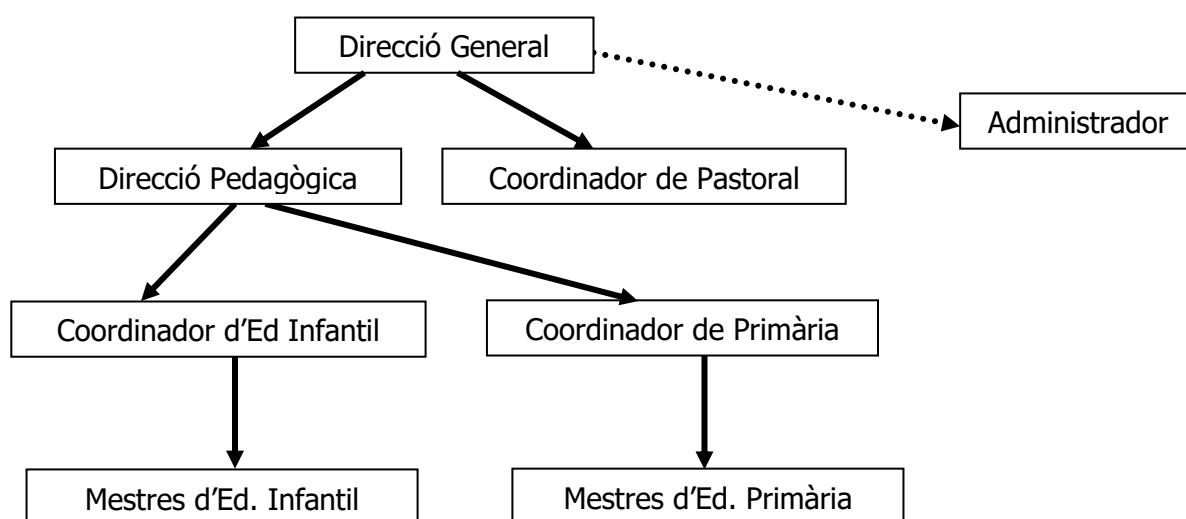 Direcció General
Administrador
Direcció Pedagògica
Coordinador de Pastoral
Coordinador d’Ed Infantil
Coordinador de Primària
Mestres d’Ed. Infantil
Mestres d’Ed. Primària